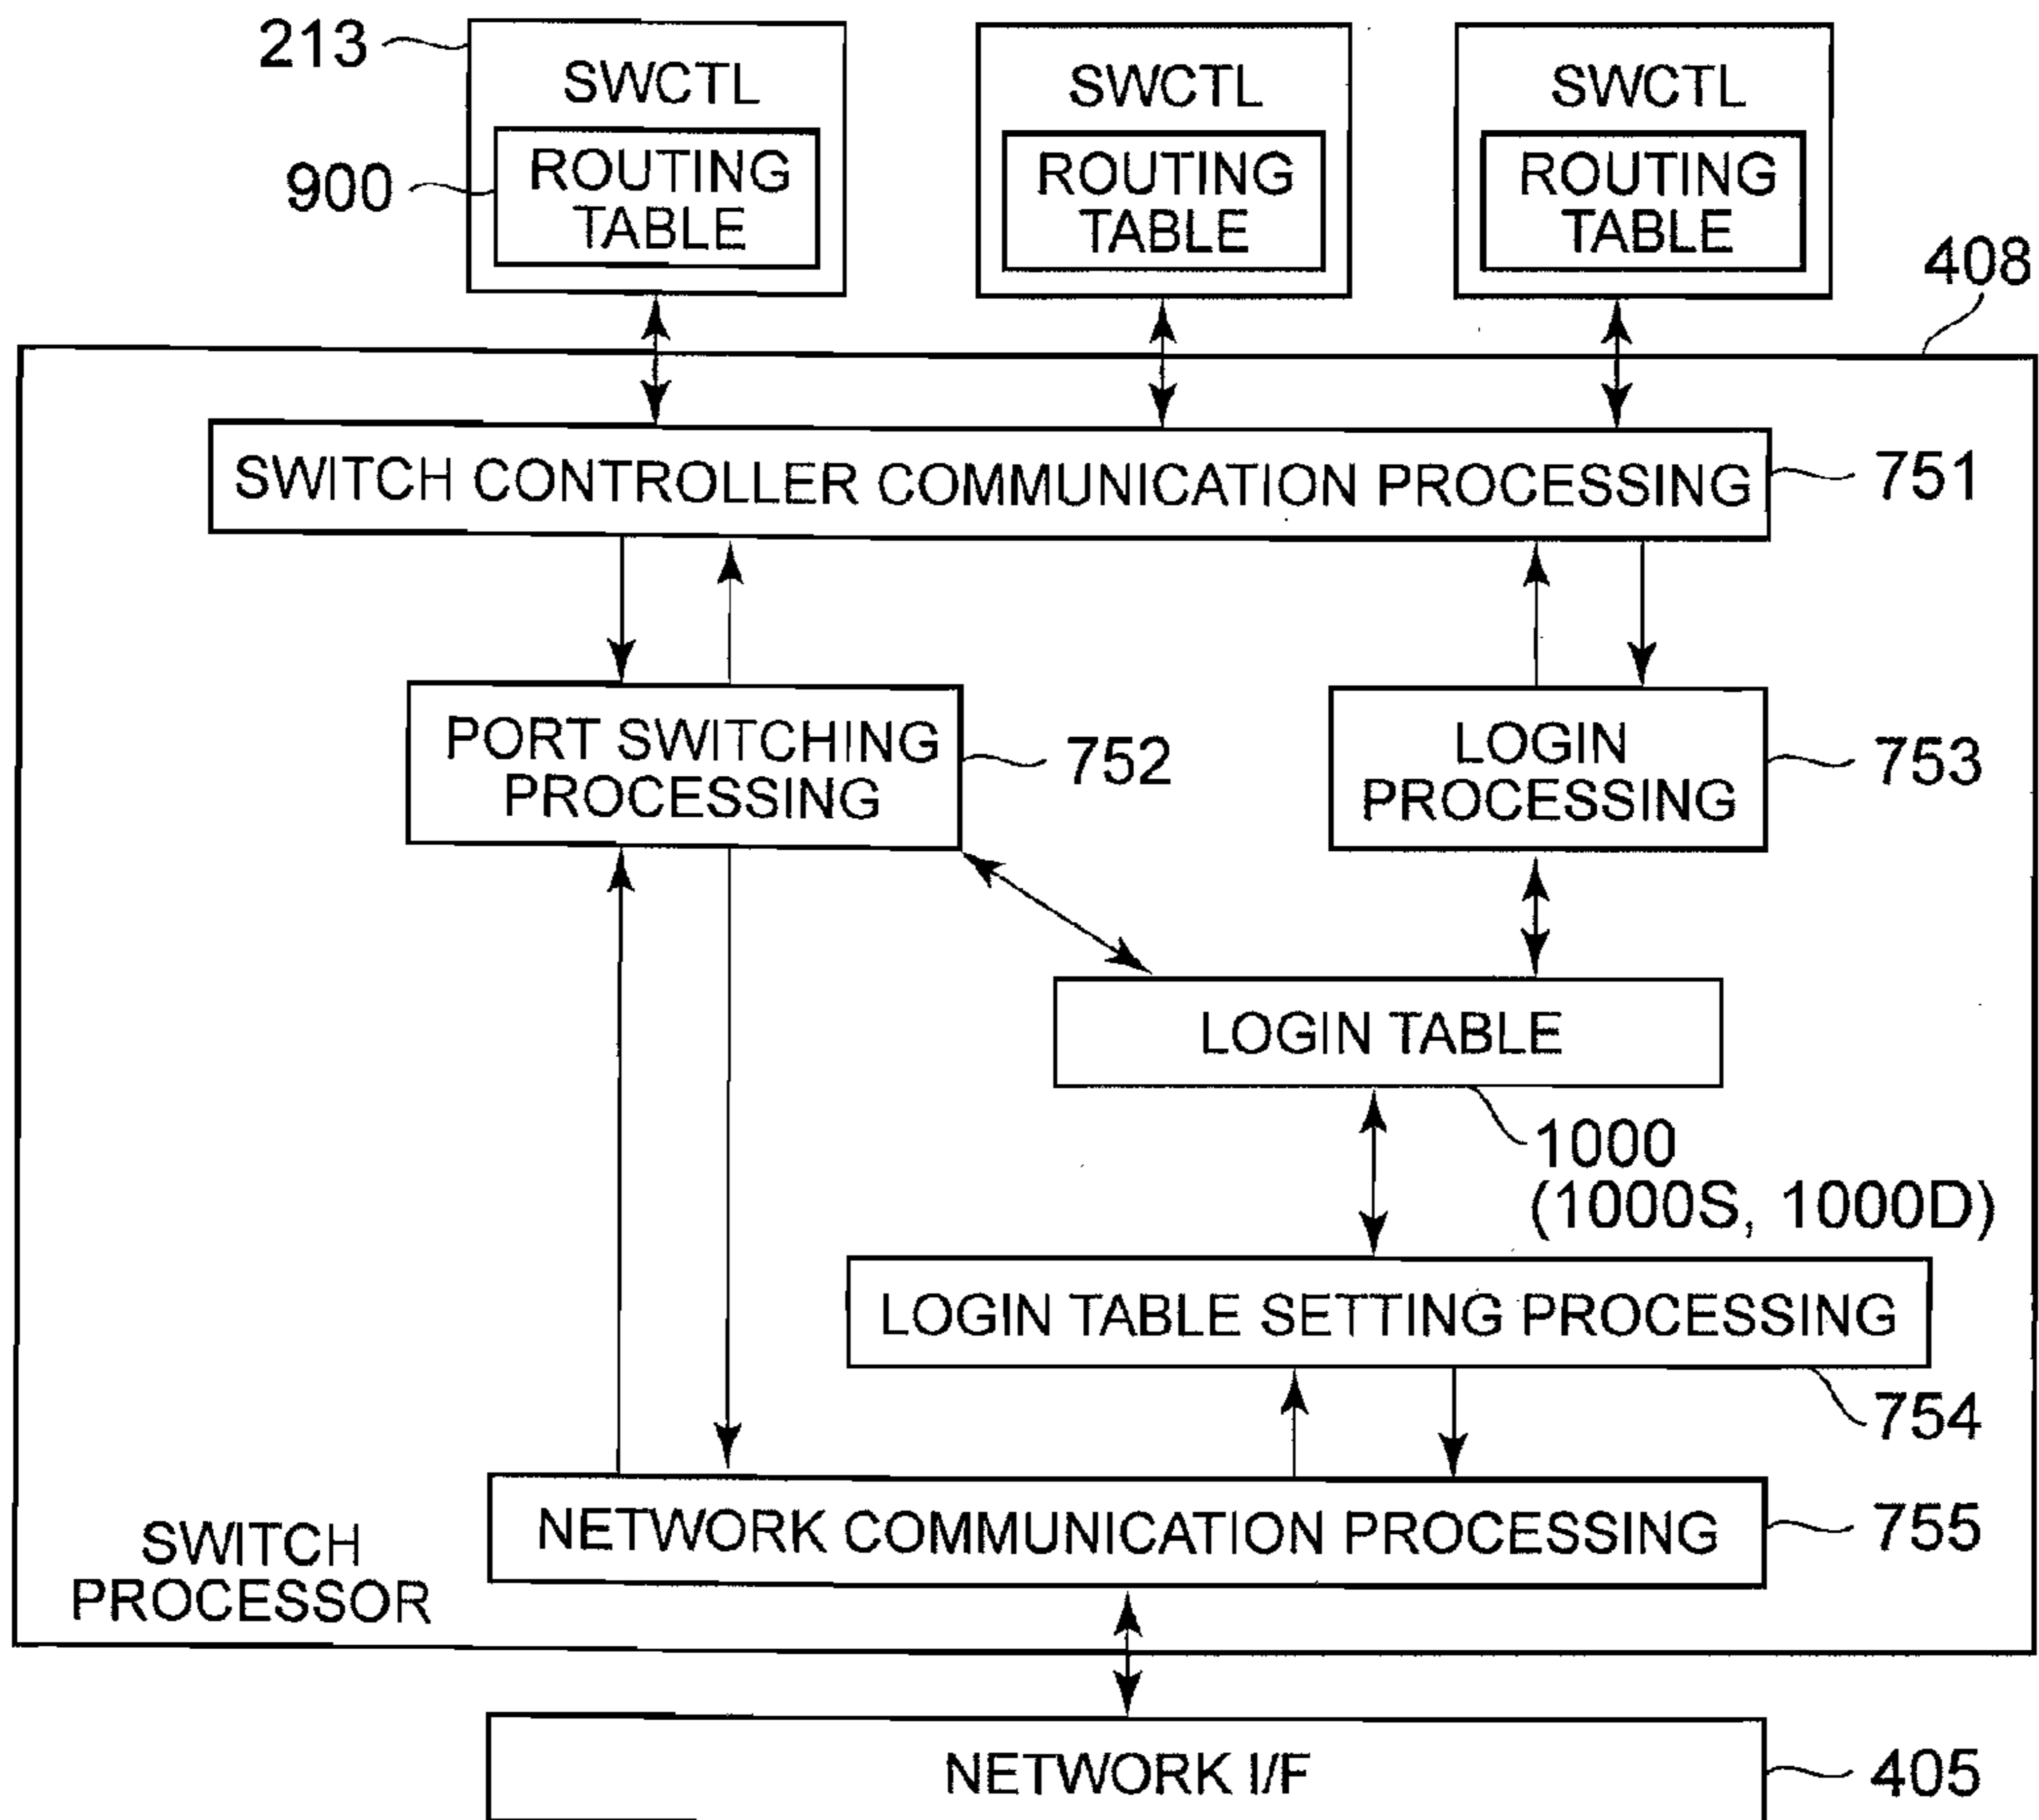 213
SWCTL
SWCTL
SWCTL
900
ROUTING
TABLE
ROUTING
TABLE
ROUTING
TABLE
408
SWITCH CONTROLLER COMMUNICATION PROCESSING
751
PORT SWITCHING
PROCESSING
752
LOGIN
PROCESSING
753
LOGIN TABLE
1000
(1000S, 1000D)
LOGIN TABLE SETTING PROCESSING
754
NETWORK COMMUNICATION PROCESSING
755
SWITCH
PROCESSOR
NETWORK I/F
405